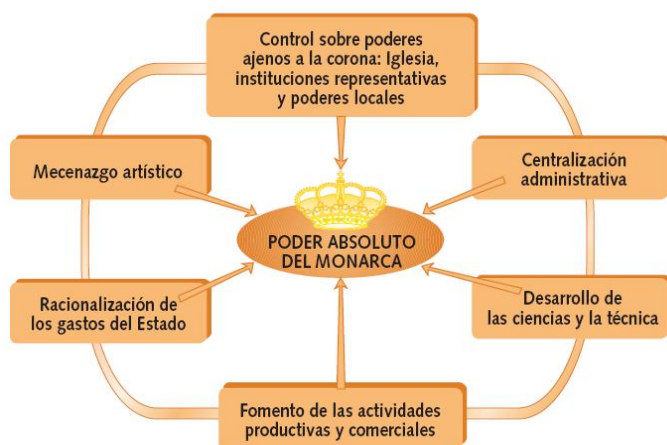 Control sobre poderes
ajenos a la corona: Iglesia,
instituciones representativas
y poderes locales
Mecenazgo artístico
Centralización
administrativa
PODER ABSOLUTO
DEL MONARCA
Racionalización de
los gastos del Estado
Desarrollo de
las ciencias y la técnica
Fomento de las actividades
productivas y comerciales